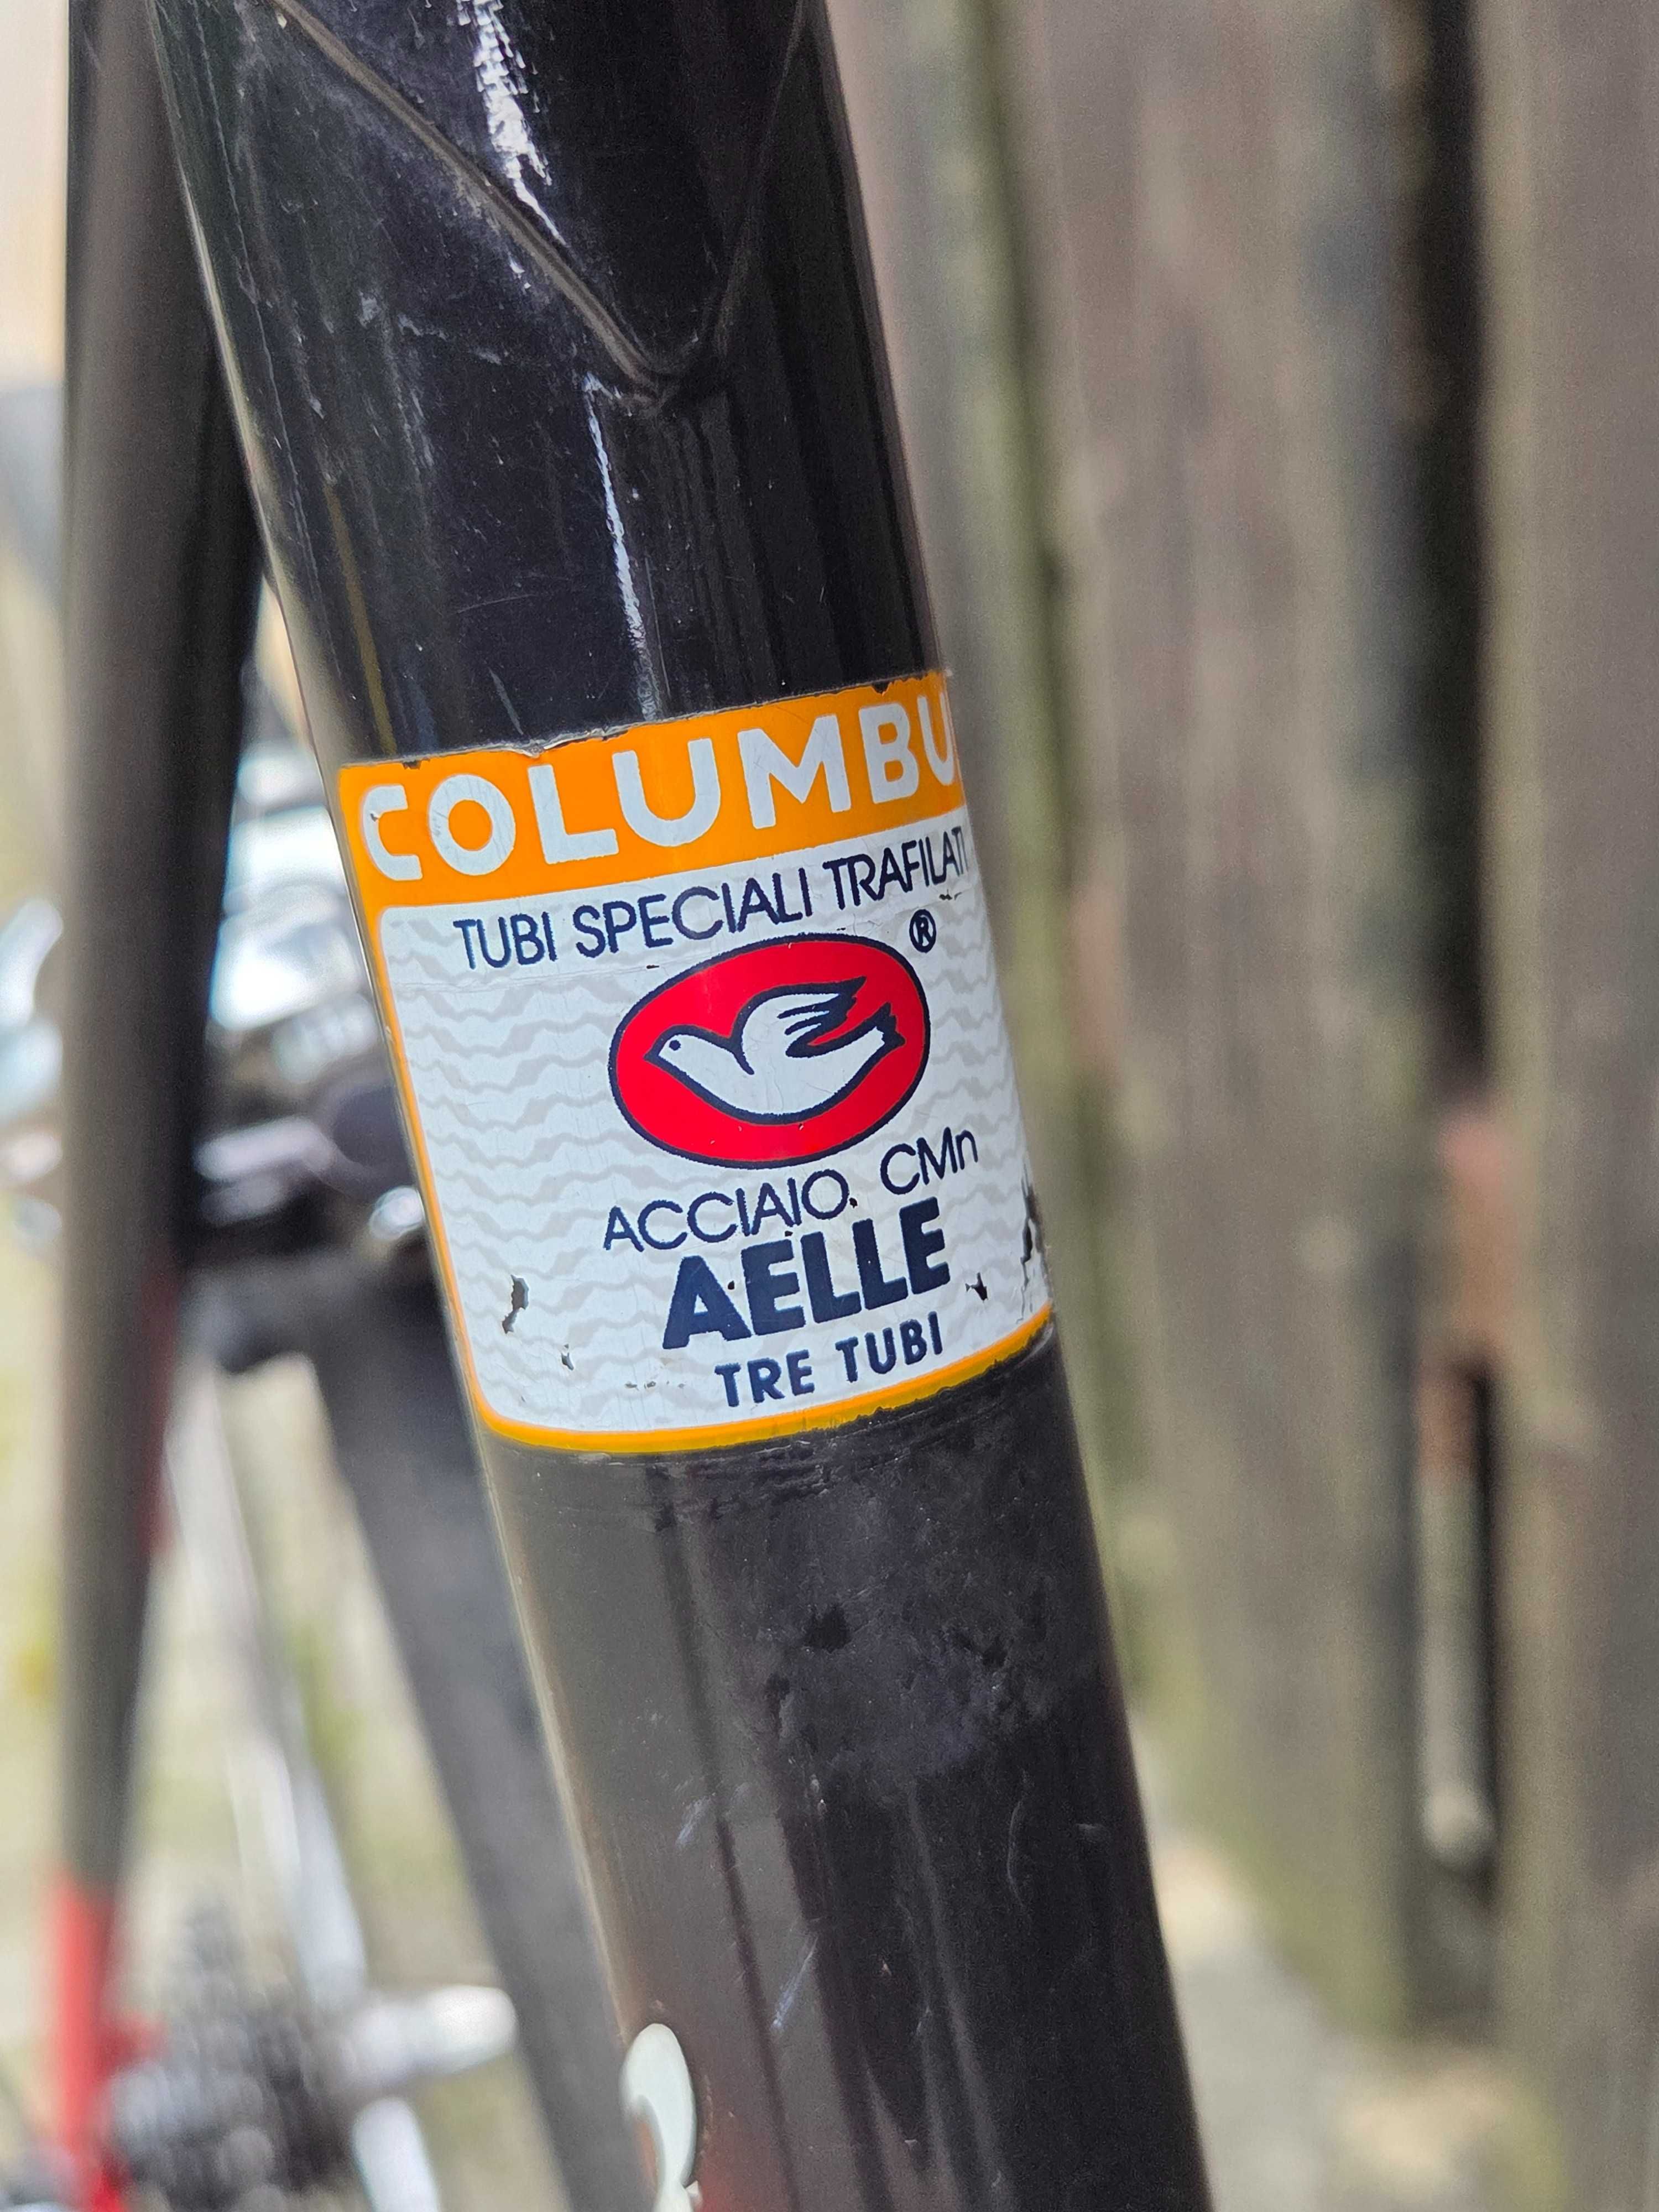 COLUMBU
TUBI SPECIALI TRAFILATI
®
ACCIAIO CMn
AELLE
TRE TUBI